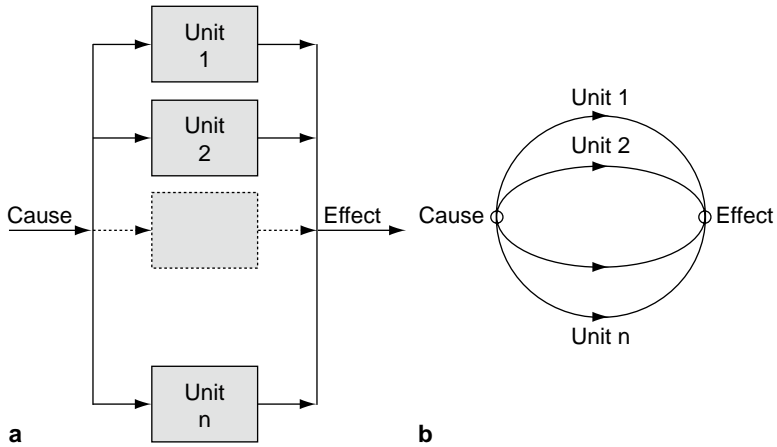 Unit
1
Unit
2
Cause
Effect
Unit
n
a
Unit 1
Unit 2
Cause
Effect
Unit n
b